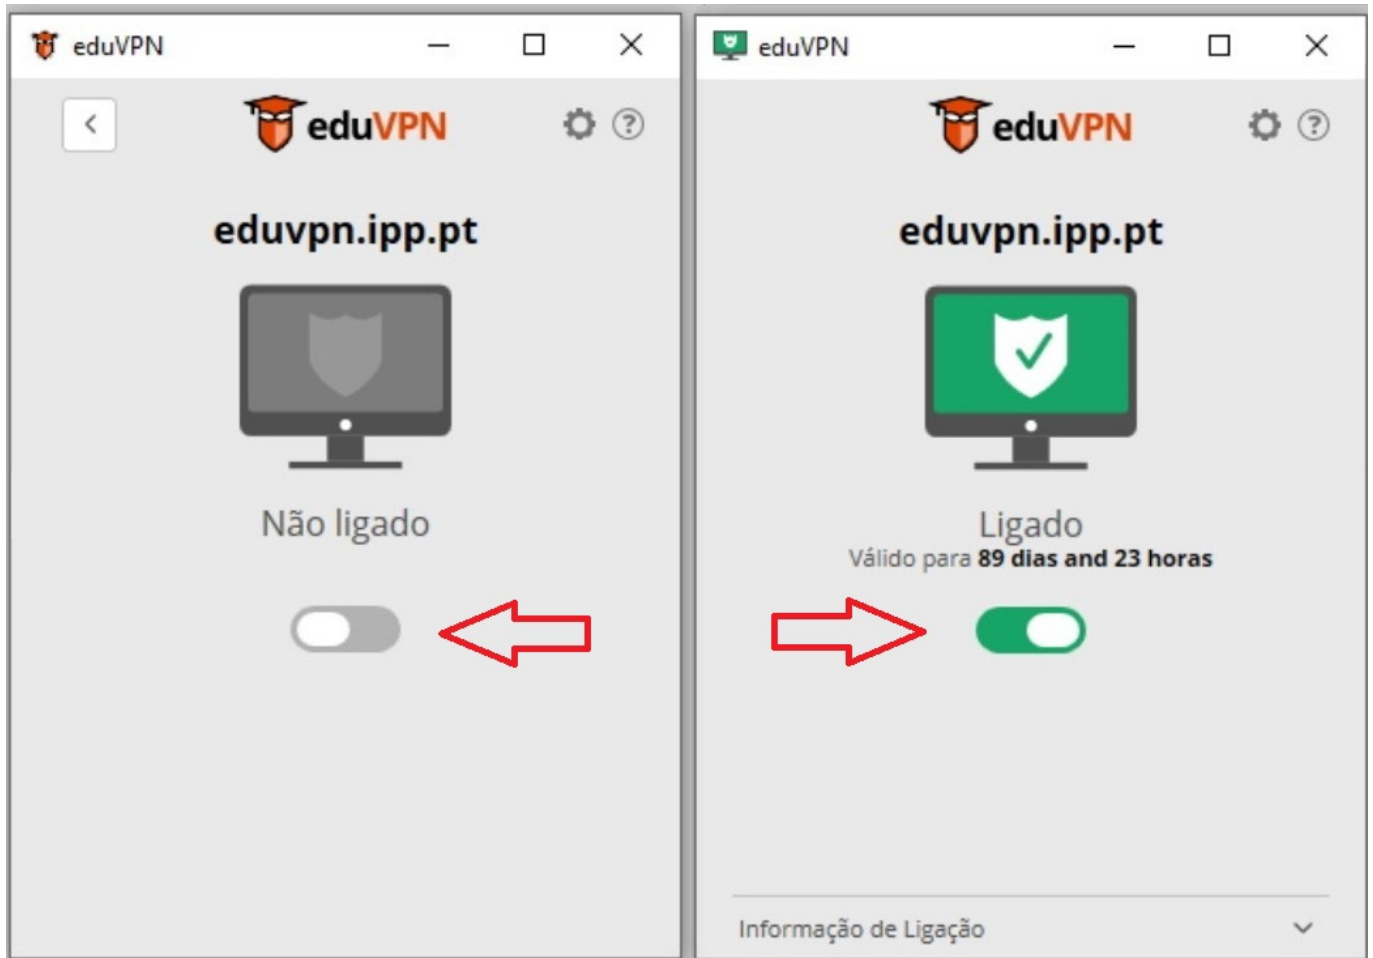 eduVPN
eduVPN
eduvpn.ipp.pt
Não ligado
eduVPN
eduVPN
eduvpn.ipp.pt
Ligado
Válido para 89 dias and 23 horas
Informação de Ligação